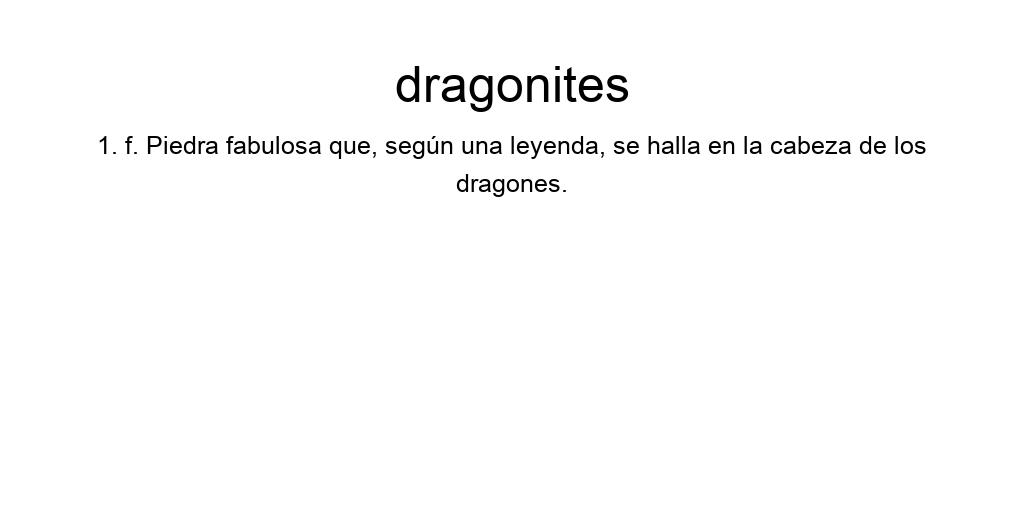 dragonites
1. f. Piedra fabulosa que, según una leyenda, se halla en la cabeza de los
dragones.